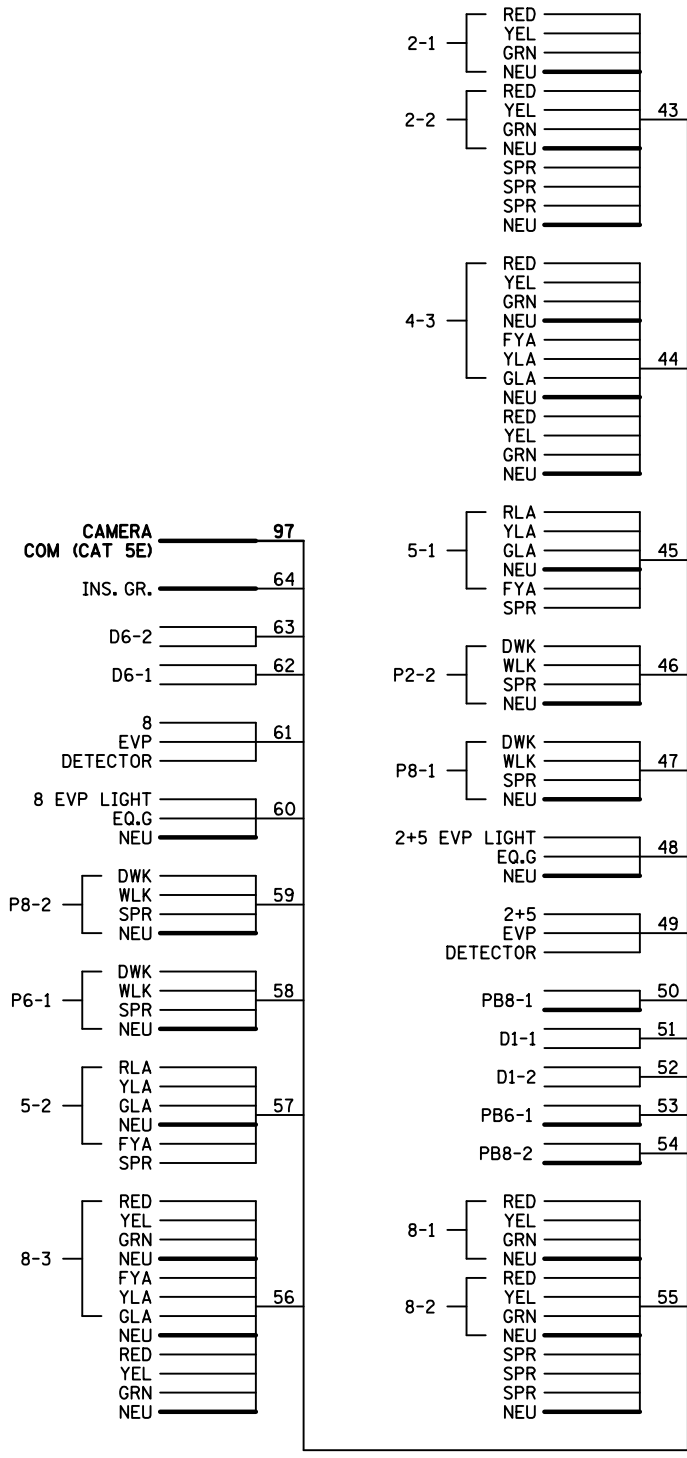 2-1
RED
YEL
GRN
NEU
2-2
RED
YEL
GRN
NEU
SPR
SPR
SPR
NEU
43
4-3
RED
YEL
GRN
NEU
FYA
YLA
GLA
NEU
RED
YEL
GRN
NEU
44
5-1
RLA
YLA
GLA
NEU
FYA
SPR
45
P2-2
DWK
WLK
SPR
NEU
46
P8-1
DWK
WLK
SPR
NEU
47
2+5 EVP LIGHT
EQ.G
NEU
48
2+5
EVP
DETECTOR
49
PB8-1
50
D1-1
51
D1-2
52
PB6-1
53
PB8-2
54
8-1
RED
YEL
GRN
NEU
8-2
RED
YEL
GRN
NEU
SPR
SPR
SPR
NEU
55
CAMERA
COM (CAT 5E)
97
INS. GR.
64
D6-2
63
D6-1
62
8
EVP
DETECTOR
61
8 EVP LIGHT
EQ.G
NEU
60
P8-2
DWK
WLK
SPR
NEU
59
P6-1
DWK
WLK
SPR
NEU
58
5-2
RLA
YLA
GLA
NEU
FYA
SPR
57
8-3
RED
YEL
GRN
NEU
FYA
YLA
GLA
NEU
RED
YEL
GRN
NEU
56